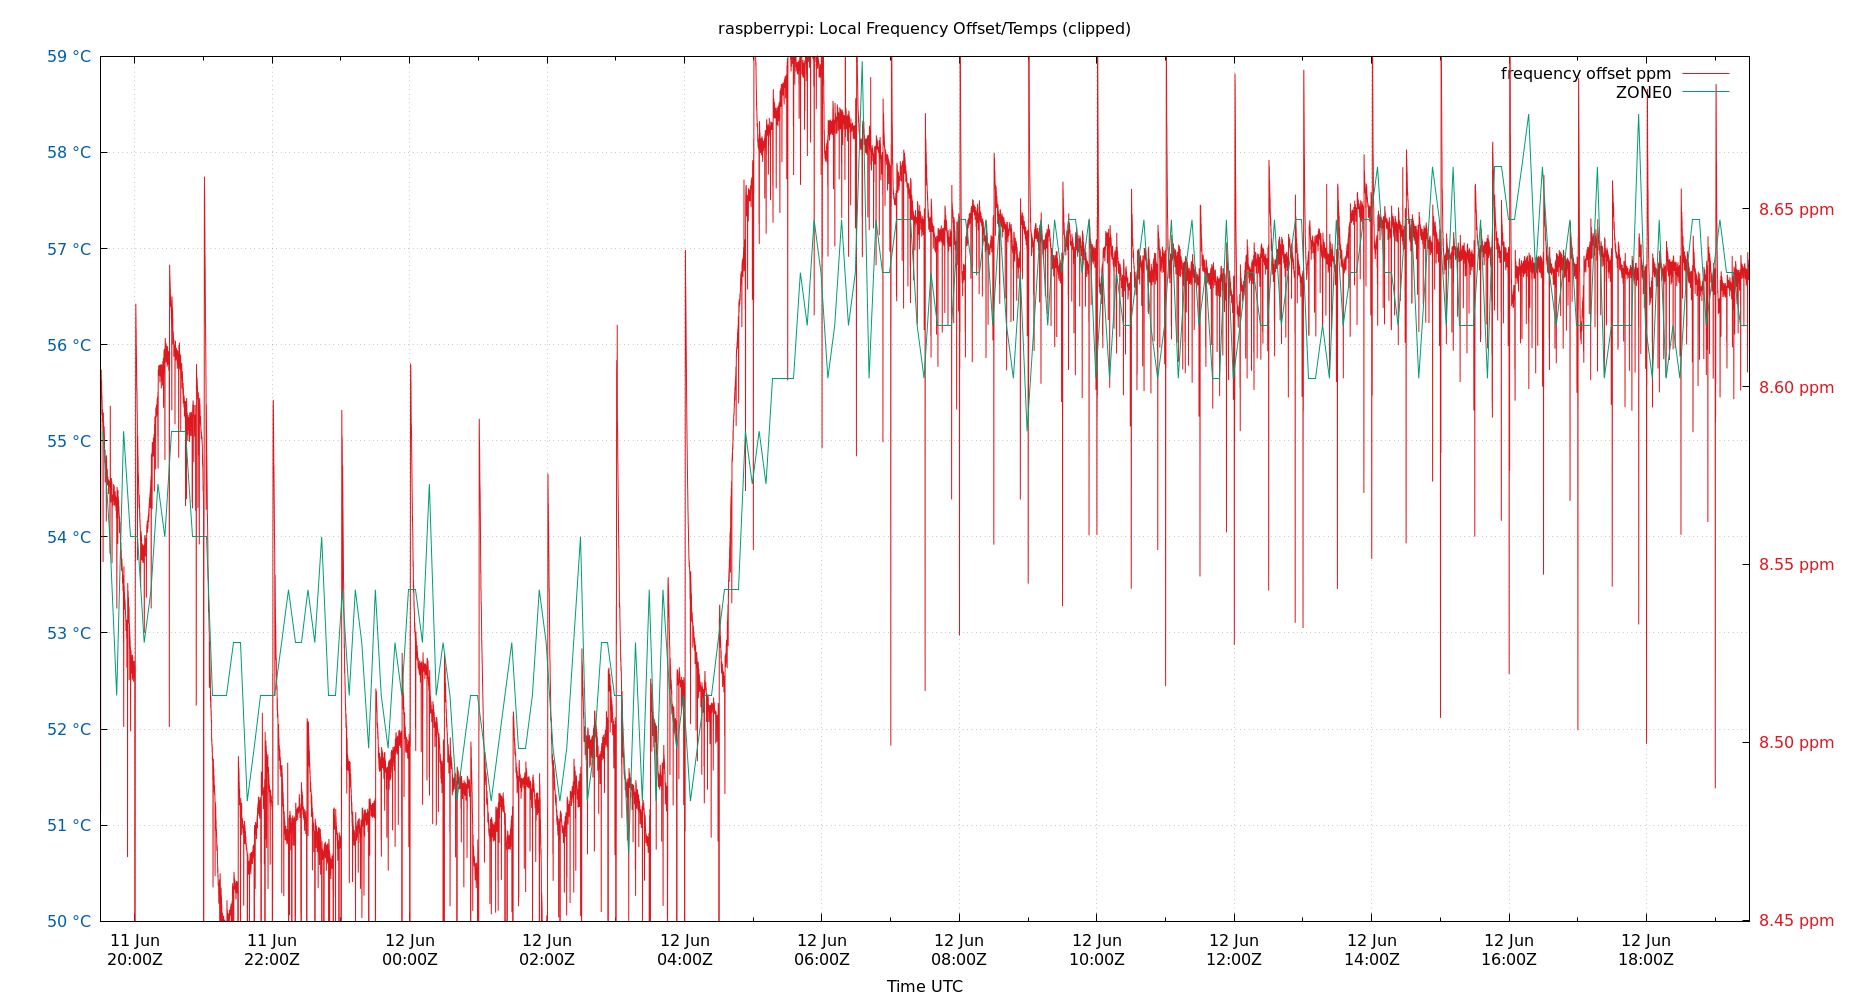 raspberrypi: Local Frequency Offset/Temps (clipped)
59 °C
58 °C
57 °C
56 °C
55 °C
54 °C
53 °C
52 °C
51 °C
50 °C
frequency offset ppm
ZONE0
8.65 ppm
8.60 ppm
8.55 ppm
8.50 ppm
8.45 ppm
11 Jun 11 Jun 12 Jun 12 Jun 12 Jun 12 Jun 12 Jun 12 Jun 12 Jun 12 Jun 12 Jun 12 Jun
20:00Z 22:00Z 00:00Z 02:00Z 04:00Z 06:00Z 08:00Z 10:00Z 12:00Z 14:00Z 16:00Z 18:00Z
Time UTC